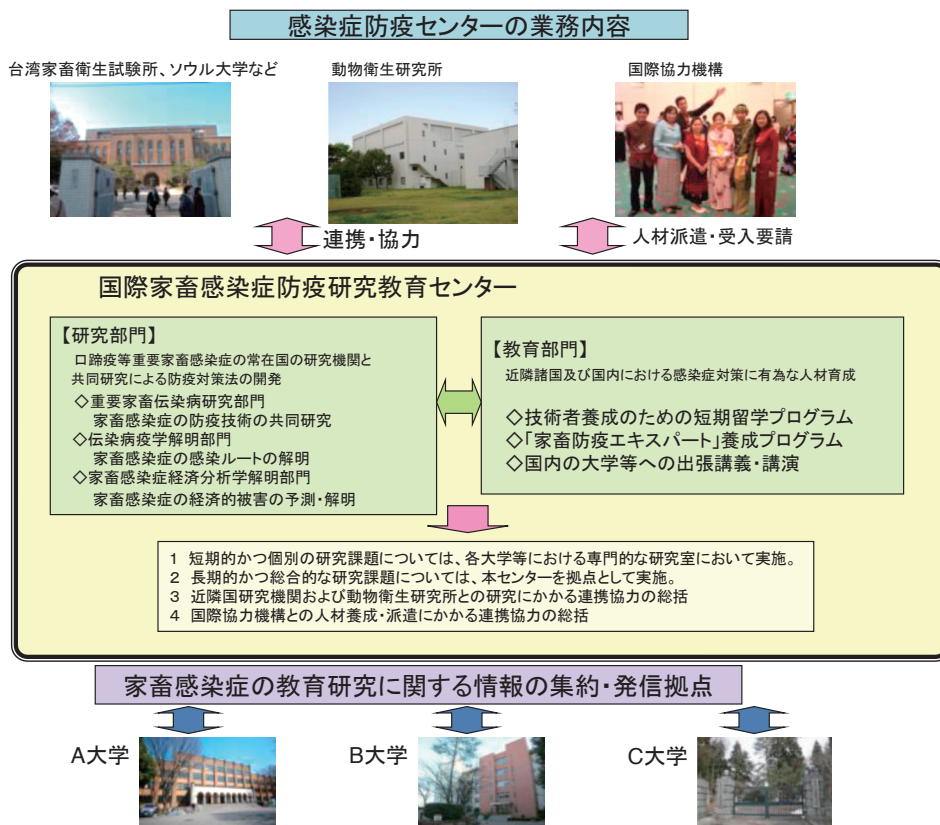 感染症防疫センターの業務内容
台湾家畜衛生試験所、ソウル大学など
動物衛生研究所
国際協力機構
連携・協力
人材派遣・受入要請
国際家畜感染症防疫研究教育センター
【研究部門】
口蹄疫等重要家畜感染症の常在国の研究機関と
共同研究による防疫対策法の開発
◇重要家畜伝染病研究部門
家畜感染症の防疫技術の共同研究
◇伝染病疫学解明部門
家畜感染症の感染ルートの解明
◇家畜感染症経済分析学解明部門
家畜感染症の経済的被害の予測・解明
【教育部門】
近隣諸国及び国内における感染症対策に有為な人材育成
◇技術者養成のための短期留学プログラム
◇「家畜防疫エキスパート」養成プログラム
◇国内の大学等への出張講義・講演
1 短期的かつ個別の研究課題については、各大学等における専門的な研究室において実施。
2 長期的かつ総合的な研究課題については、本センターを拠点として実施。
3 近隣国研究機関および動物衛生研究所との研究にかかる連携協力の総括
4 国際協力機構との人材養成・派遣にかかる連携協力の総括
家畜感染症の教育研究に関する情報の集約・発信拠点
A大学
B大学
C大学